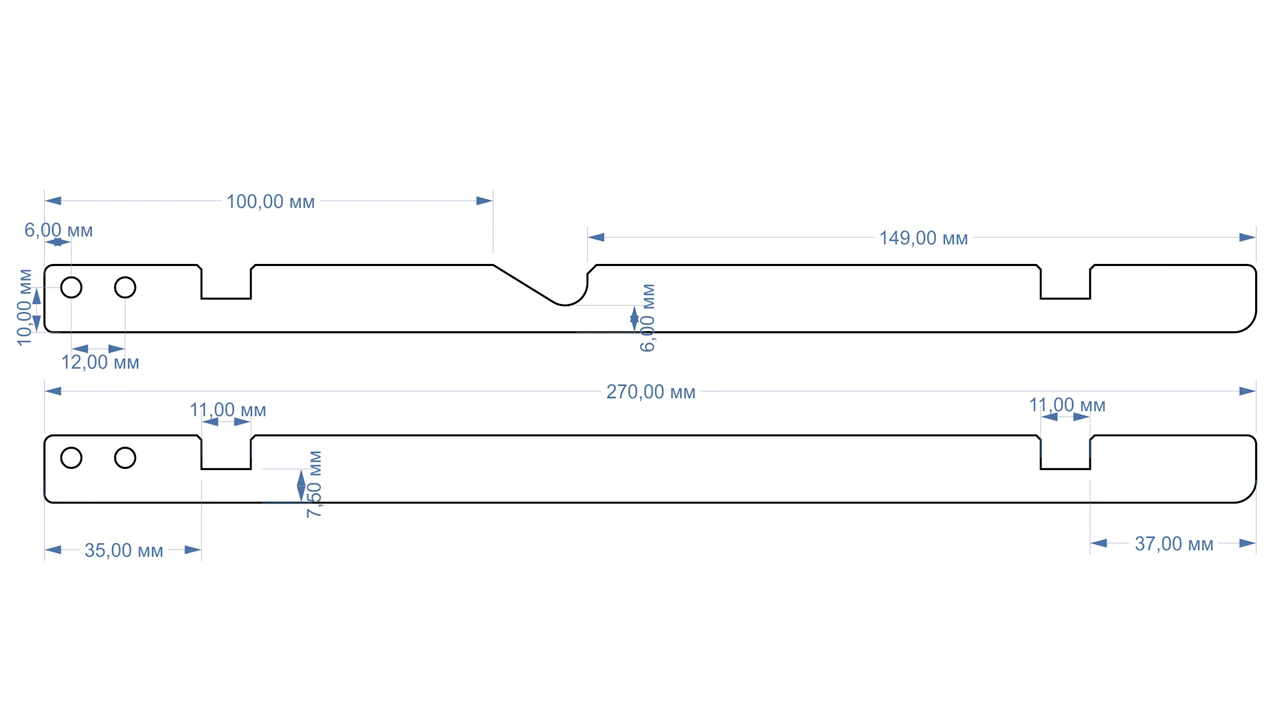 100,00 мм
6,00 мм
149,00 мм
10,00 мм
6,00 мм
12,00 мм
270,00 мм
11,00 мм
11,00 мм
7,50 мм
35,00 мм
37,00 мм